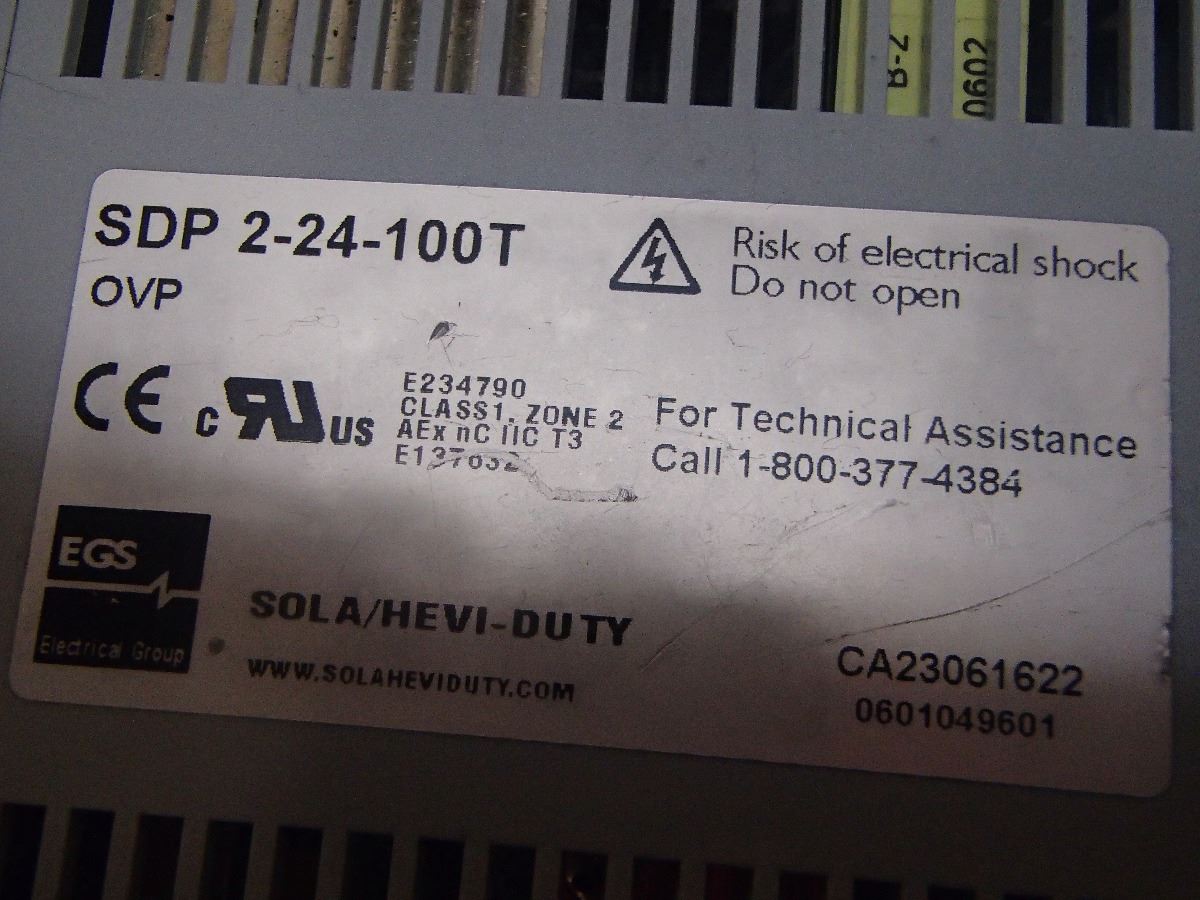 B-2
0602
SDP 2-24-100T
OVP
Risk of electrical shock
Do not open
CE c RU US
E234790
CLASS1, ZONE 2
AEx nC IIC T3
For Technical Assistance
Call 1-800-377-4384
EGS
Electrical Group
SOLA/HEVI-DUTY
WWW.SOLAHEVIDUTY.COM
CA23061622
0601049601